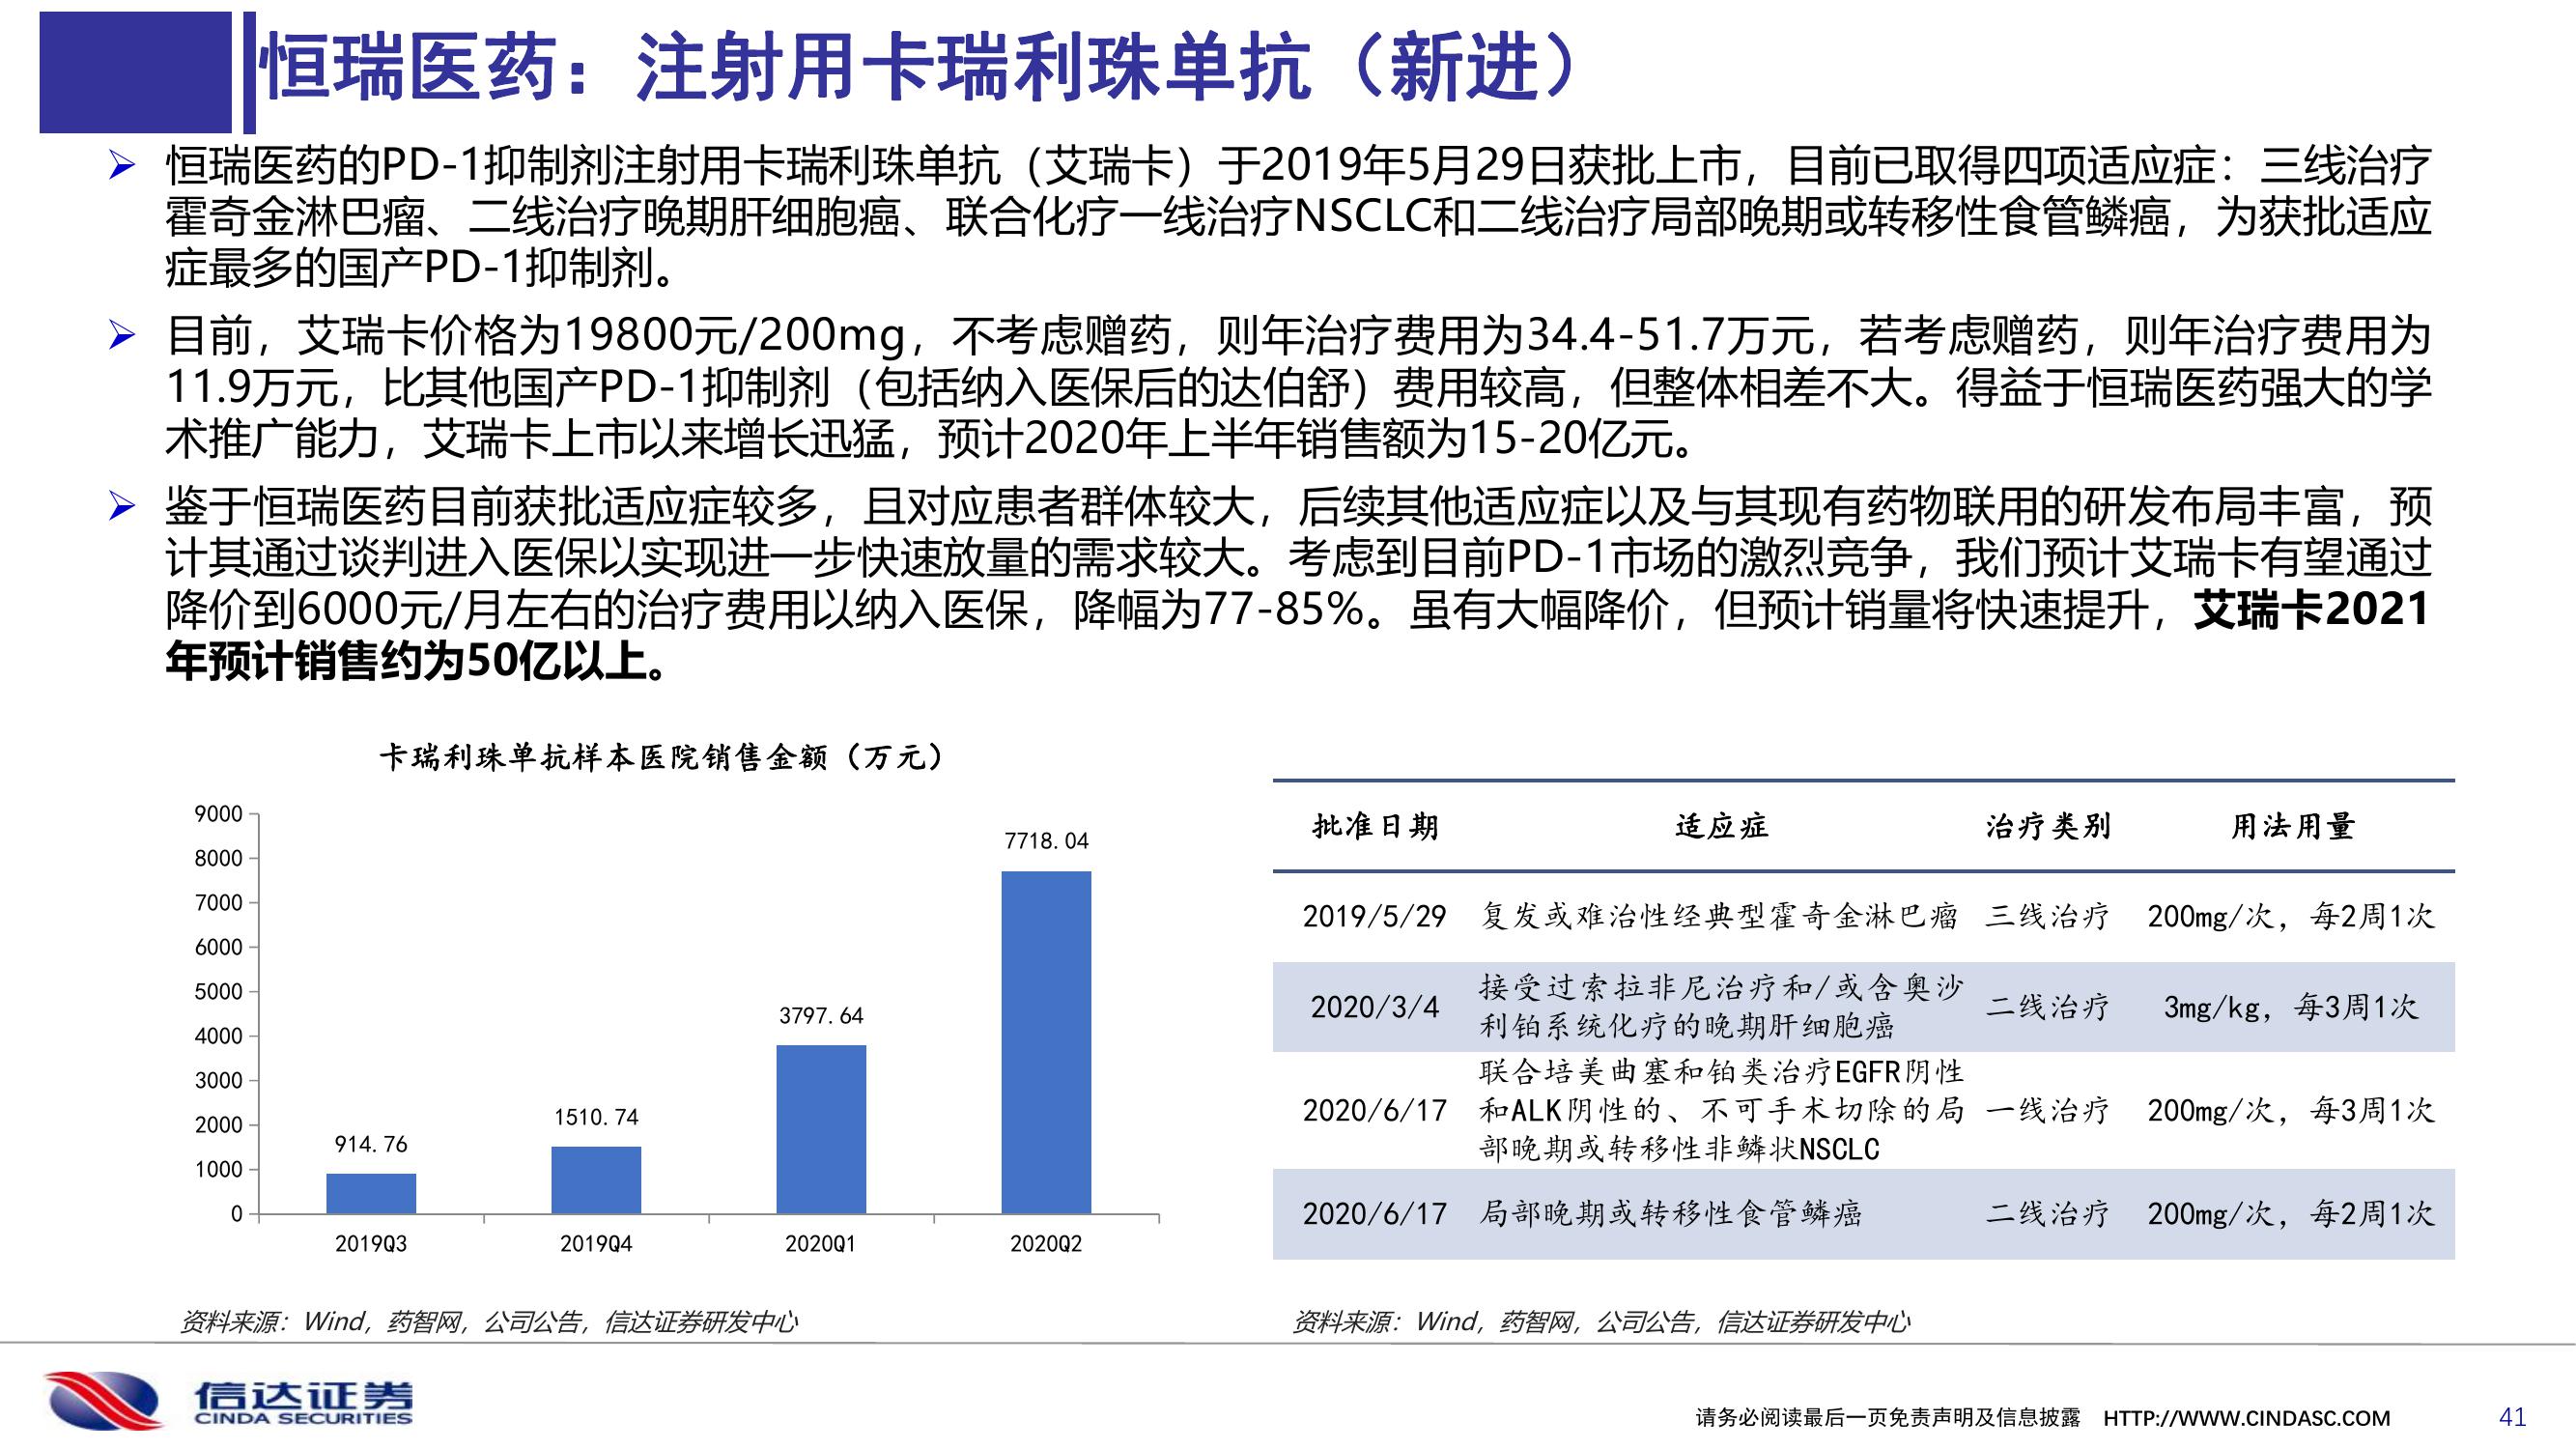 恒瑞医药：注射用卡瑞利珠单抗（新进）
恒瑞医药的PD-1抑制剂注射用卡瑞利珠单抗（艾瑞卡）于2019年5月29日获批上市，目前已取得四项适应症：三线治疗
霍奇金淋巴瘤、二线治疗晚期肝细胞癌、联合化疗一线治疗NSCLC和二线治疗局部晚期或转移性食管鳞癌，为获批适应
症最多的国产PD-1抑制剂。
目前，艾瑞卡价格为19800元/200mg，不考虑赠药，则年治疗费用为34.4-51.7万元，若考虑赠药，则年治疗费用为
11.9万元，比其他国产PD-1抑制剂（包括纳入医保后的达伯舒）费用较高，但整体相差不大。得益于恒瑞医药强大的学
术推广能力，艾瑞卡上市以来增长迅猛，预计2020年上半年销售额为15-20亿元。
鉴于恒瑞医药目前获批适应症较多，且对应患者群体较大，后续其他适应症以及与其现有药物联用的研发布局丰富，预
计其通过谈判进入医保以实现进一步快速放量的需求较大。考虑到目前PD-1市场的激烈竞争，我们预计艾瑞卡有望通过
降价到6000元/月左右的治疗费用以纳入医保，降幅为77-85%。虽有大幅降价，但预计销量将快速提升，艾瑞卡2021
年预计销售约为50亿以上。
卡瑞利珠单抗样本医院销售金额（万元）
9000
8000
7000
6000
5000
4000
3000
2000
1000
0
914.76
1510.74
3797.64
7718.04
2019Q3 2019Q4 2020Q1 2020Q2
资料来源：Wind，药智网，公司公告，信达证券研发中心
批准日期 适应症 治疗类别 用法用量
2019/5/29 复发或难治性经典型霍奇金淋巴瘤 三线治疗 200mg/次，每2周1次
2020/3/4 接受过索拉非尼治疗和/或含奥沙
利铂系统化疗的晚期肝细胞癌 二线治疗 3mg/kg，每3周1次
联合培美曲塞和铂类治疗EGFR阴性
2020/6/17 和ALK阴性的、不可手术切除的局 一线治疗 200mg/次，每3周1次
部晚期或转移性非鳞状NSCLC
2020/6/17 局部晚期或转移性食管鳞癌 二线治疗 200mg/次，每2周1次
资料来源：Wind，药智网，公司公告，信达证券研发中心
信达证券
CINDA SECURITIES
请务必阅读最后一页免责声明及信息披露 HTTP://WWW.CINDASC.COM 41